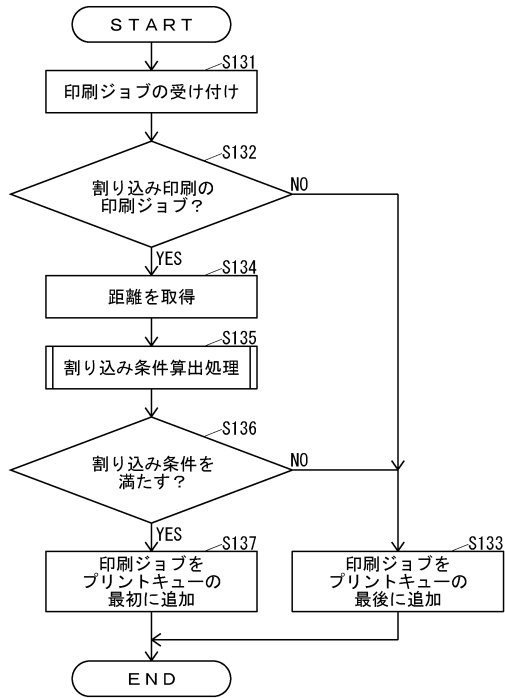 START
S131
印刷ジョブの受け付け
S132
割り込み印刷の
印刷ジョブ？
NO
YES
S134
距離を取得
S135
割り込み条件算出処理
S136
割り込み条件を
満たす？
NO
YES
S137
印刷ジョブを
プリントキューの
最初に追加
S133
印刷ジョブを
プリントキューの
最後に追加
END